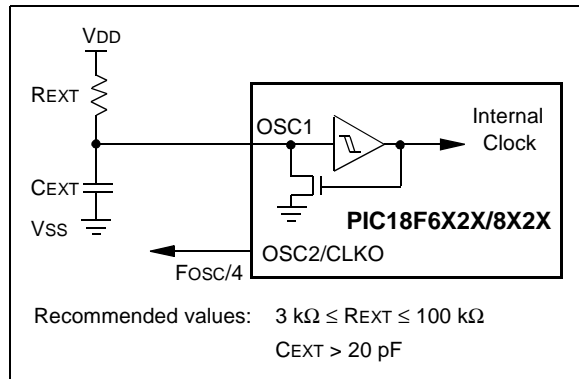 VDD
REXT
OSC1
Internal
Clock
CEXT
PIC18F6X2X/8X2X
VSS
OSC2/CLKO
FOSC/4
Recommended values: 3 kΩ ≤ REXT ≤ 100 kΩ
CEXT > 20 pF